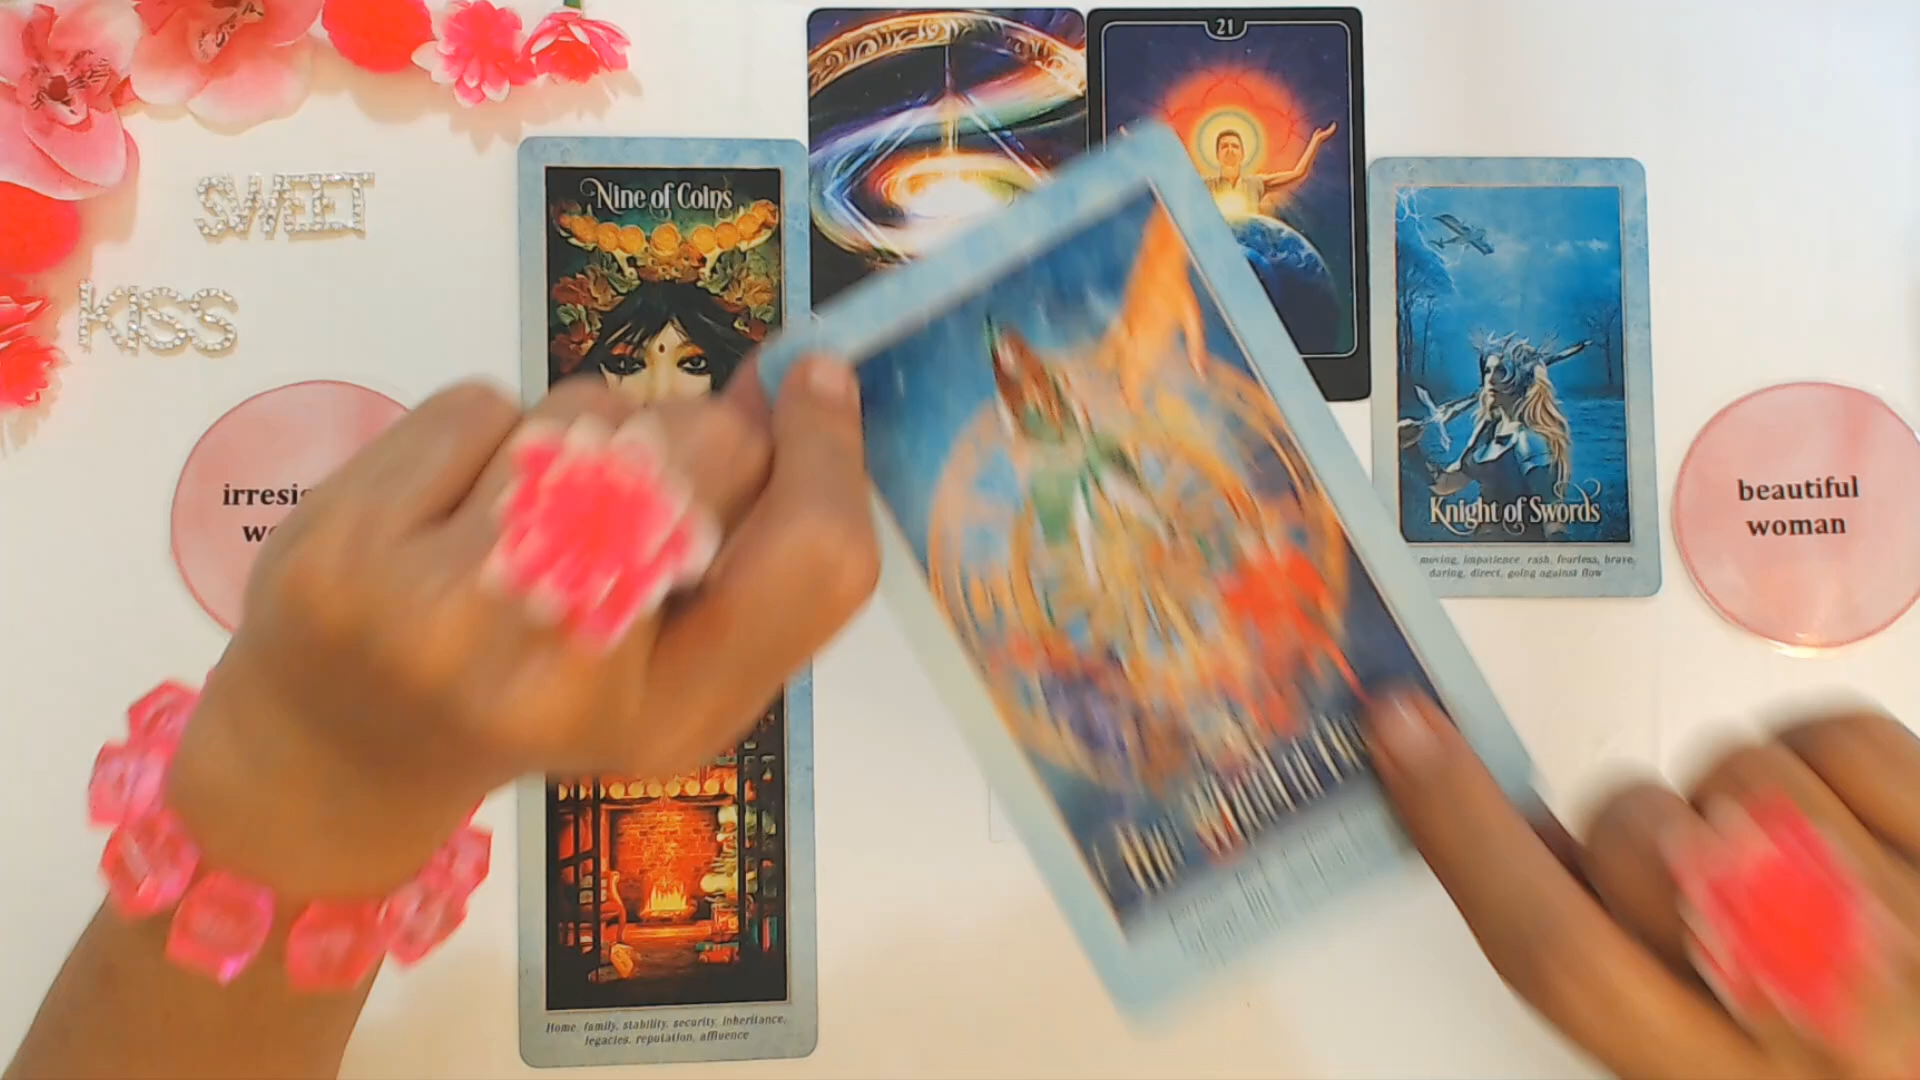 21
SWEET
KISS
Nine of Coins
Home, family, stability, security, inheritance,
legacies, reputation, affluence
Knight of Swords
moving, impatience, rash, fearless, brave,
daring, direct, going against flow
beautiful
woman